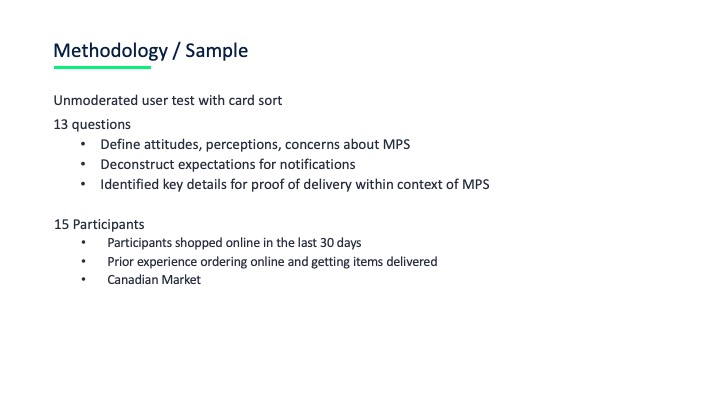 Methodology / Sample
Unmoderated user test with card sort
13 questions
• Define attitudes, perceptions, concerns about MPS
• Deconstruct expectations for notifications
• Identified key details for proof of delivery within context of MPS
15 Participants
• Participants shopped online in the last 30 days
• Prior experience ordering online and getting items delivered
• Canadian Market